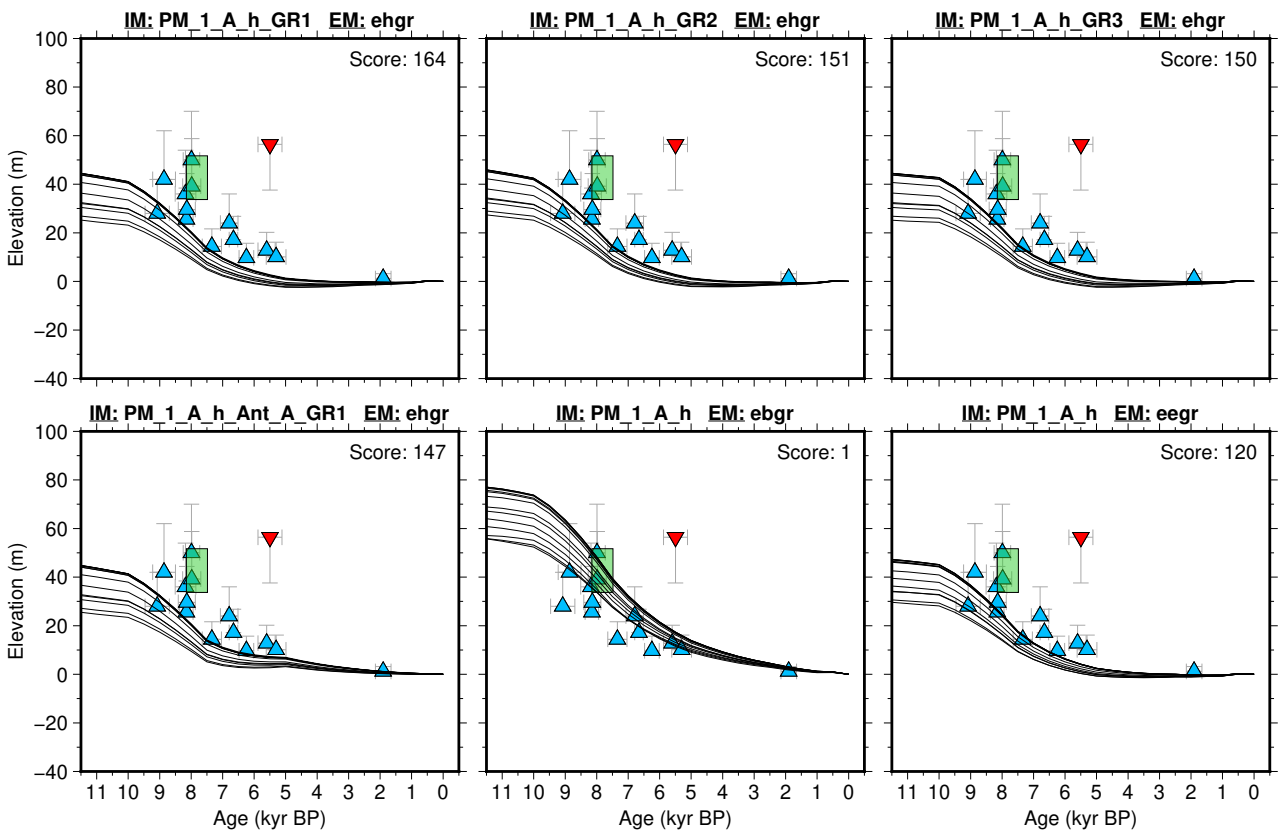 IM: PM_1_A_h_GR1 EM: ehgr
IM: PM_1_A_h_GR2 EM: ehgr
IM: PM_1_A_h_GR3 EM: ehgr
Score: 164
Score: 151
Score: 150
100
80
60
40
20
0
−20
−40
Elevation (m)
IM: PM_1_A_h_Ant_A_GR1 EM: ehgr
IM: PM_1_A_h EM: ebgr
IM: PM_1_A_h EM: eegr
Score: 147
Score: 1
Score: 120
100
80
60
40
20
0
−20
−40
Elevation (m)
11 10 9 8 7 6 5 4 3 2 1 0
11 10 9 8 7 6 5 4 3 2 1 0
11 10 9 8 7 6 5 4 3 2 1 0
Age (kyr BP)
Age (kyr BP)
Age (kyr BP)